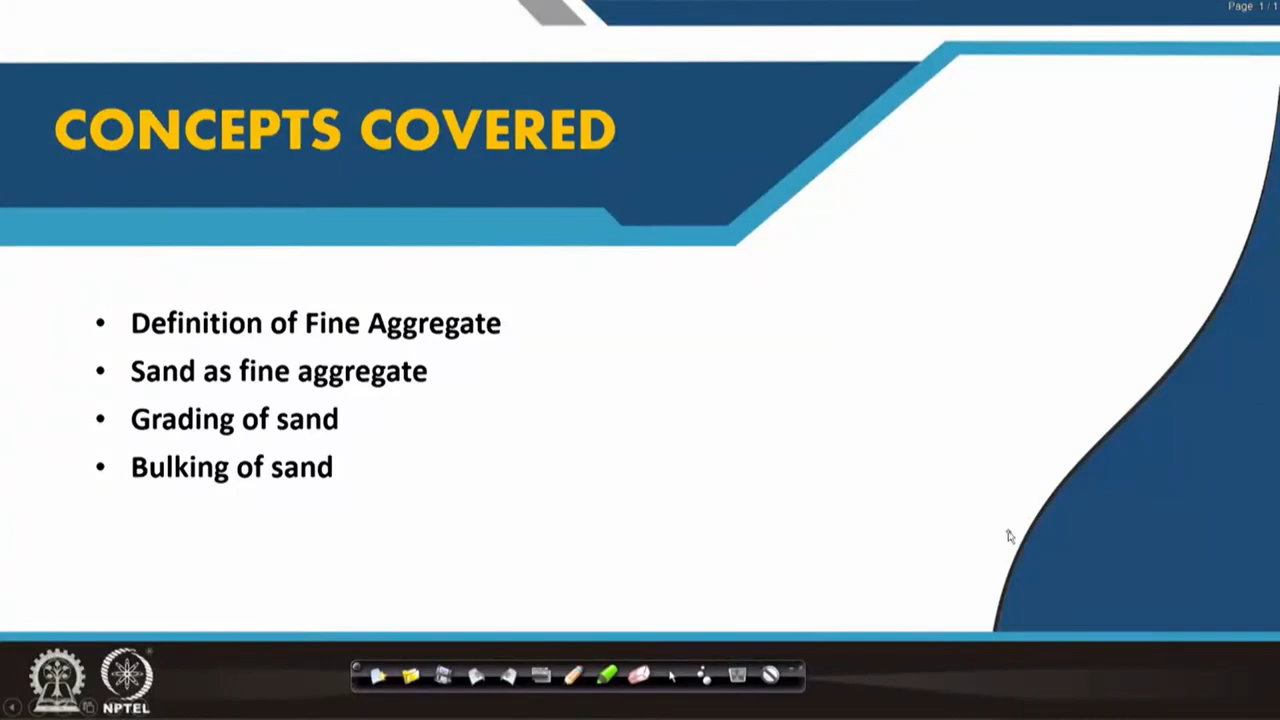 Page 1 / 1
CONCEPTS COVERED
• Definition of Fine Aggregate
• Sand as fine aggregate
• Grading of sand
• Bulking of sand
NPTEL